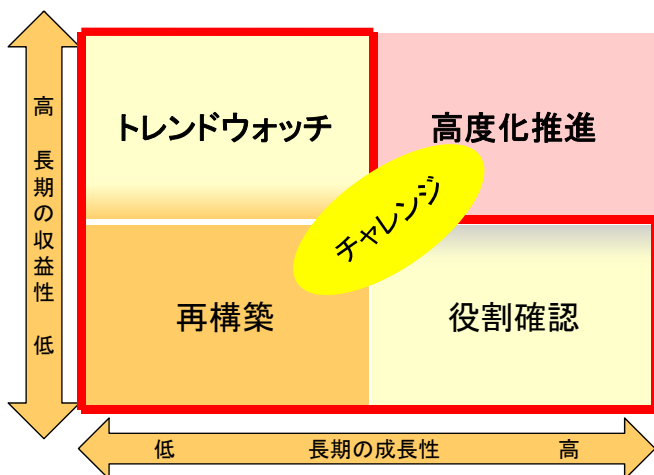 高 長期の収益性 低
トレンドウォッチ
高度化推進
チャレンジ
再構築
役割確認
低 長期の成長性 高